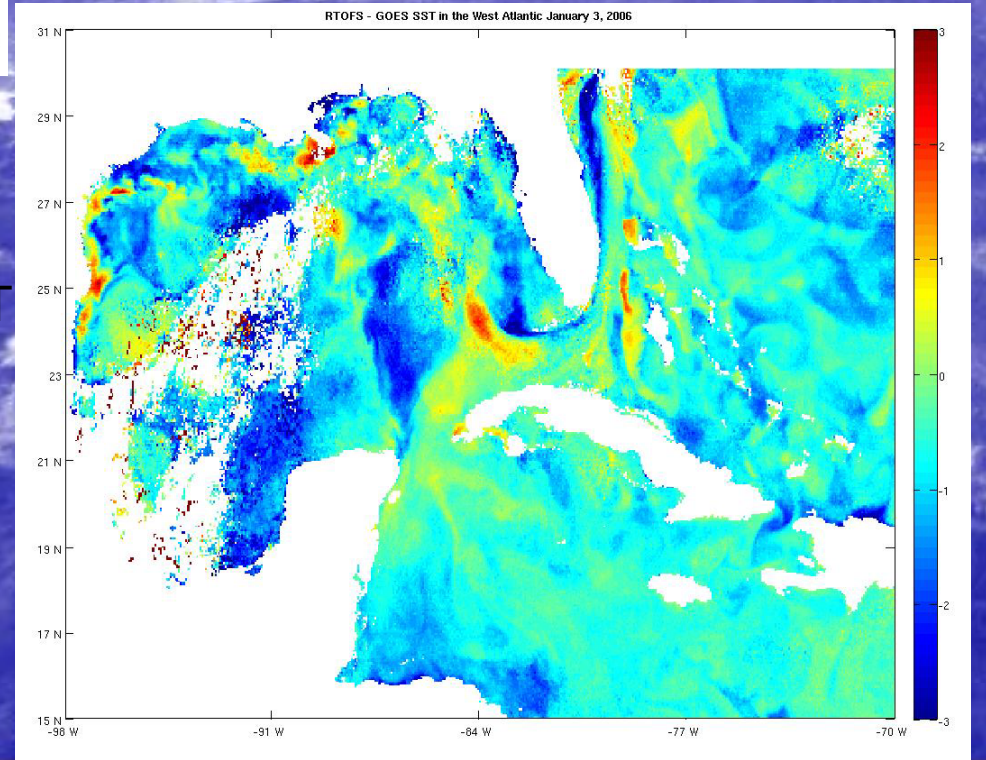 RTOFS - GOES SST in the West Atlantic January 3, 2006
31 N
29 N
27 N
25 N
23
21 N
19 N
17 N
15 N
-98 W
-91 W
-84 W
-77 W
-70 W
3
2
1
0
-1
-2
-3